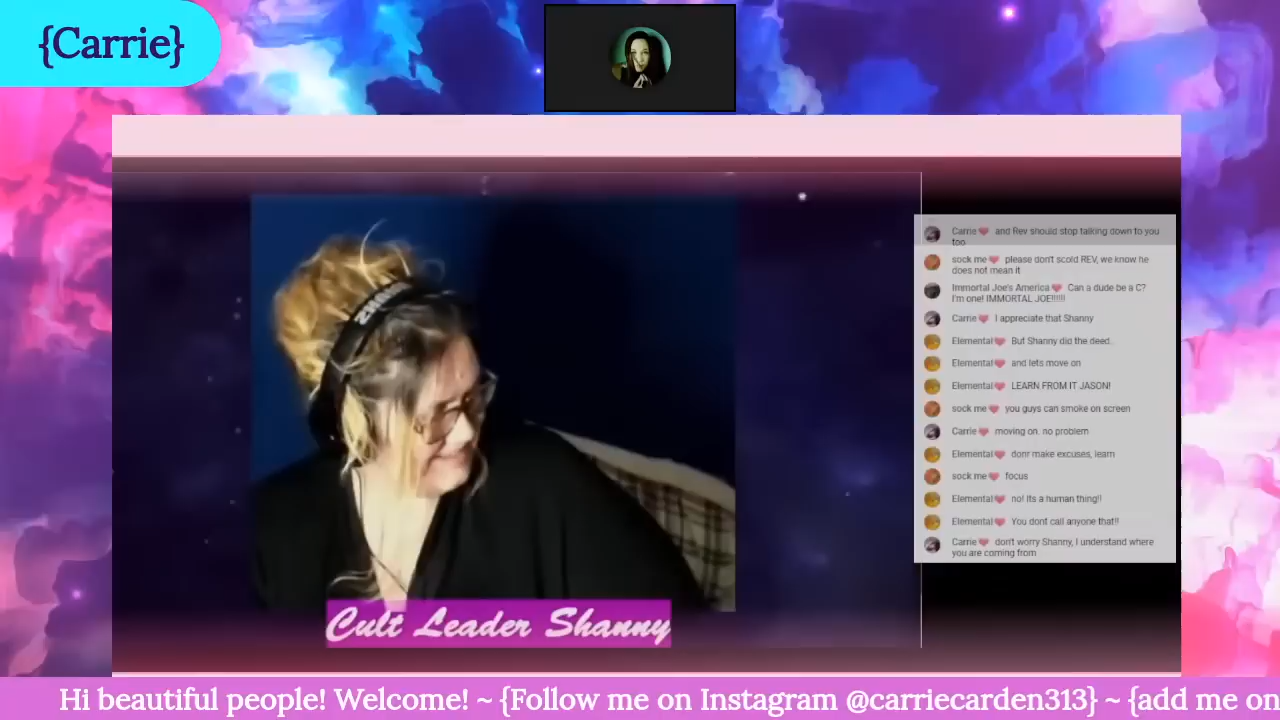 {Carrie}
Carrie and Rev should stop talking down to you
too
sock me please don't scold REV, we know he
does not mean it
Immortal Joe's America Can a dude be a C?
I'm one! IMMORTAL JOE!!!!!!
Carrie I appreciate that Shanny
Elemental But Shanny did the deed..
Elemental and lets move on
Elemental LEARN FROM IT JASON!
sock me you guys can smoke on screen
Carrie moving on. no problem
Elemental donr make excuses, learn
sock me focus
Elemental no! its a human thing!!
Elemental You dont call anyone that!!
Carrie don't worry Shanny, I understand where
you are coming from
Cult Leader Shanny
Hi beautiful people! Welcome! ~ {Follow me on Instagram @carriecarden313} ~ {add me on